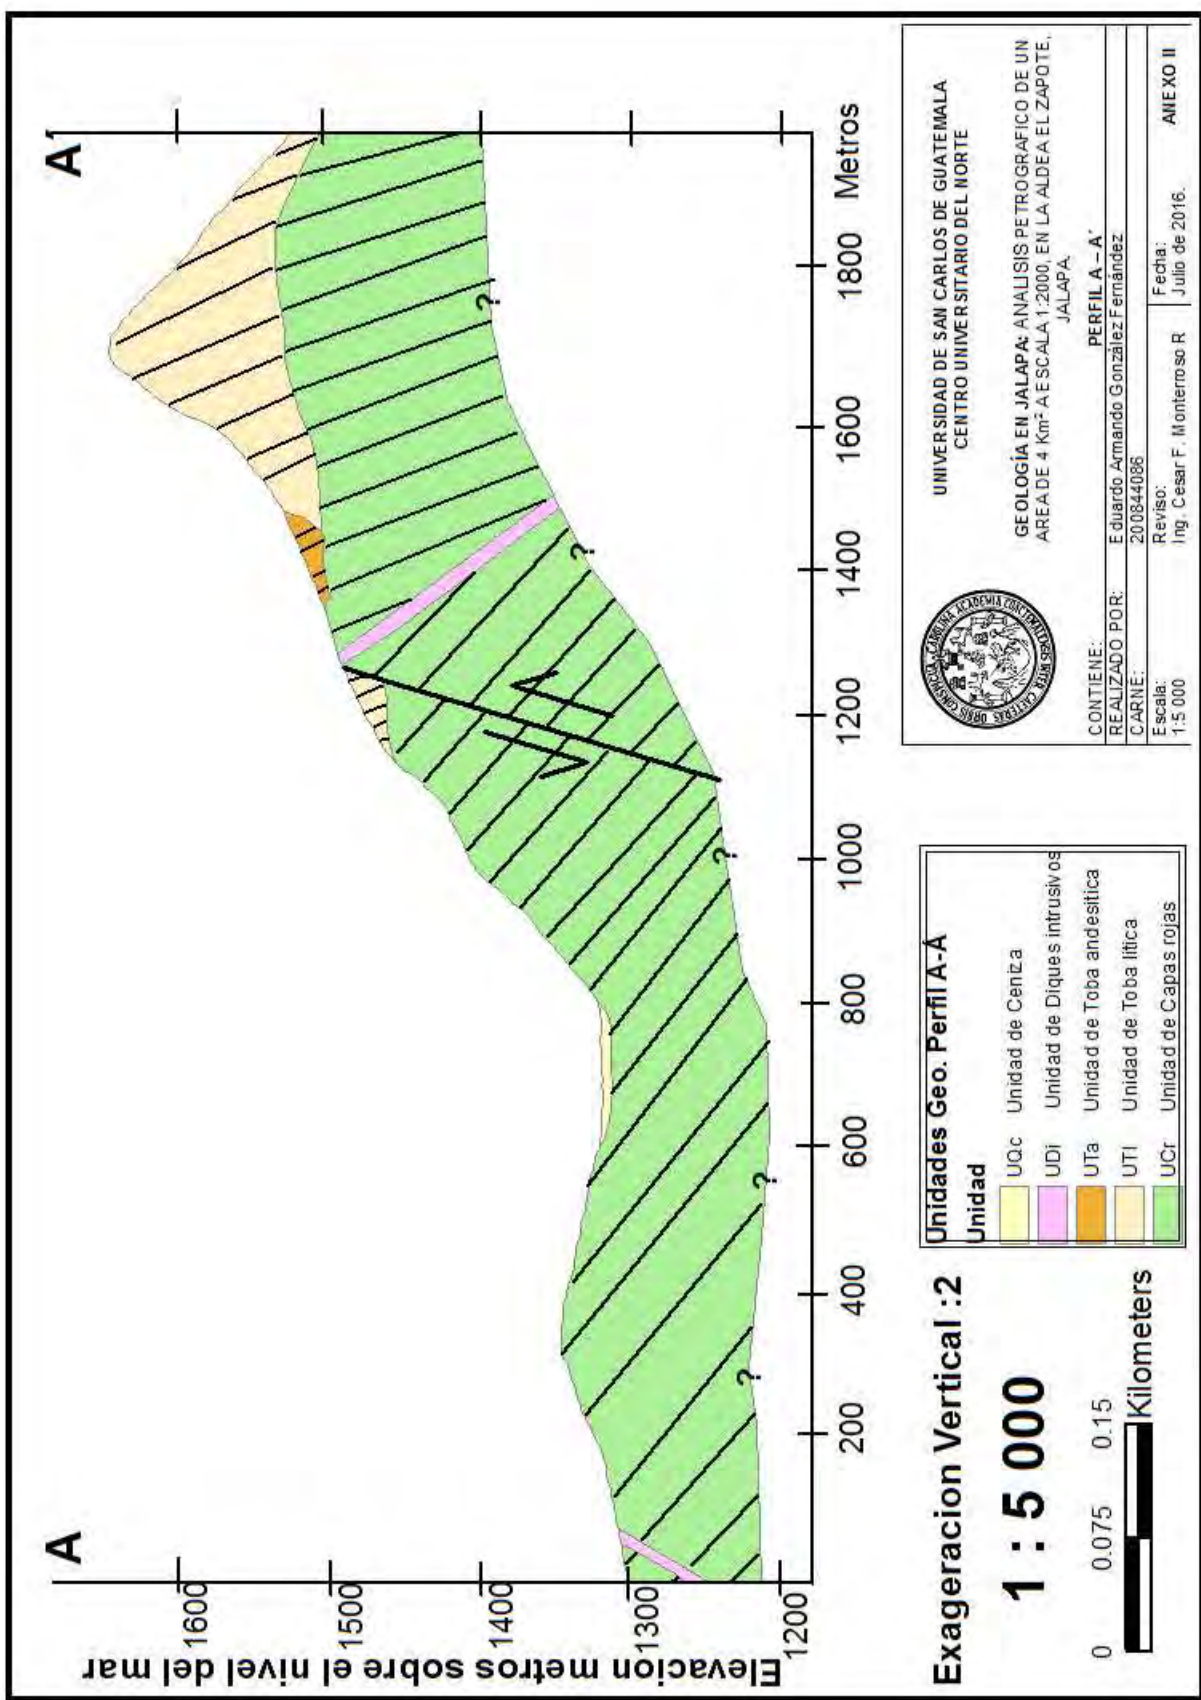 A
A'
Elevacion metros sobre el nivel del mar
1600
1500
1400
1300
1200
200
400
600
800
1000
1200
1400
1600
1800
Metros
?
?
?
?
?
?
Exageracion Vertical :2
1 : 5 000
0
0.075
0.15
Kilometers
Unidades Geo. Perfil A-Á
Unidad
UQc Unidad de Ceniza
UDi Unidad de Diques intrusivos
UTa Unidad de Toba andesitica
UTl Unidad de Toba lítica
UCr Unidad de Capas rojas
UNIVERSIDAD DE SAN CARLOS DE GUATEMALA
CENTRO UNIVERSITARIO DEL NORTE
GEOLOGÍA EN JALAPA: ANALISIS PETROGRAFICO DE UN
AREA DE 4 Km² A ESCALA 1:2000, EN LA ALDEA EL ZAPOTE,
JALAPA.
CONTIENE: PERFIL A – A´
REALIZADO POR: Eduardo Armando González Fernández
CARNE: 200844086
Escala:
1:5 000
Reviso:
Ing. Cesar F. Monterroso R
Fecha:
Julio de 2016.
ANEXO II